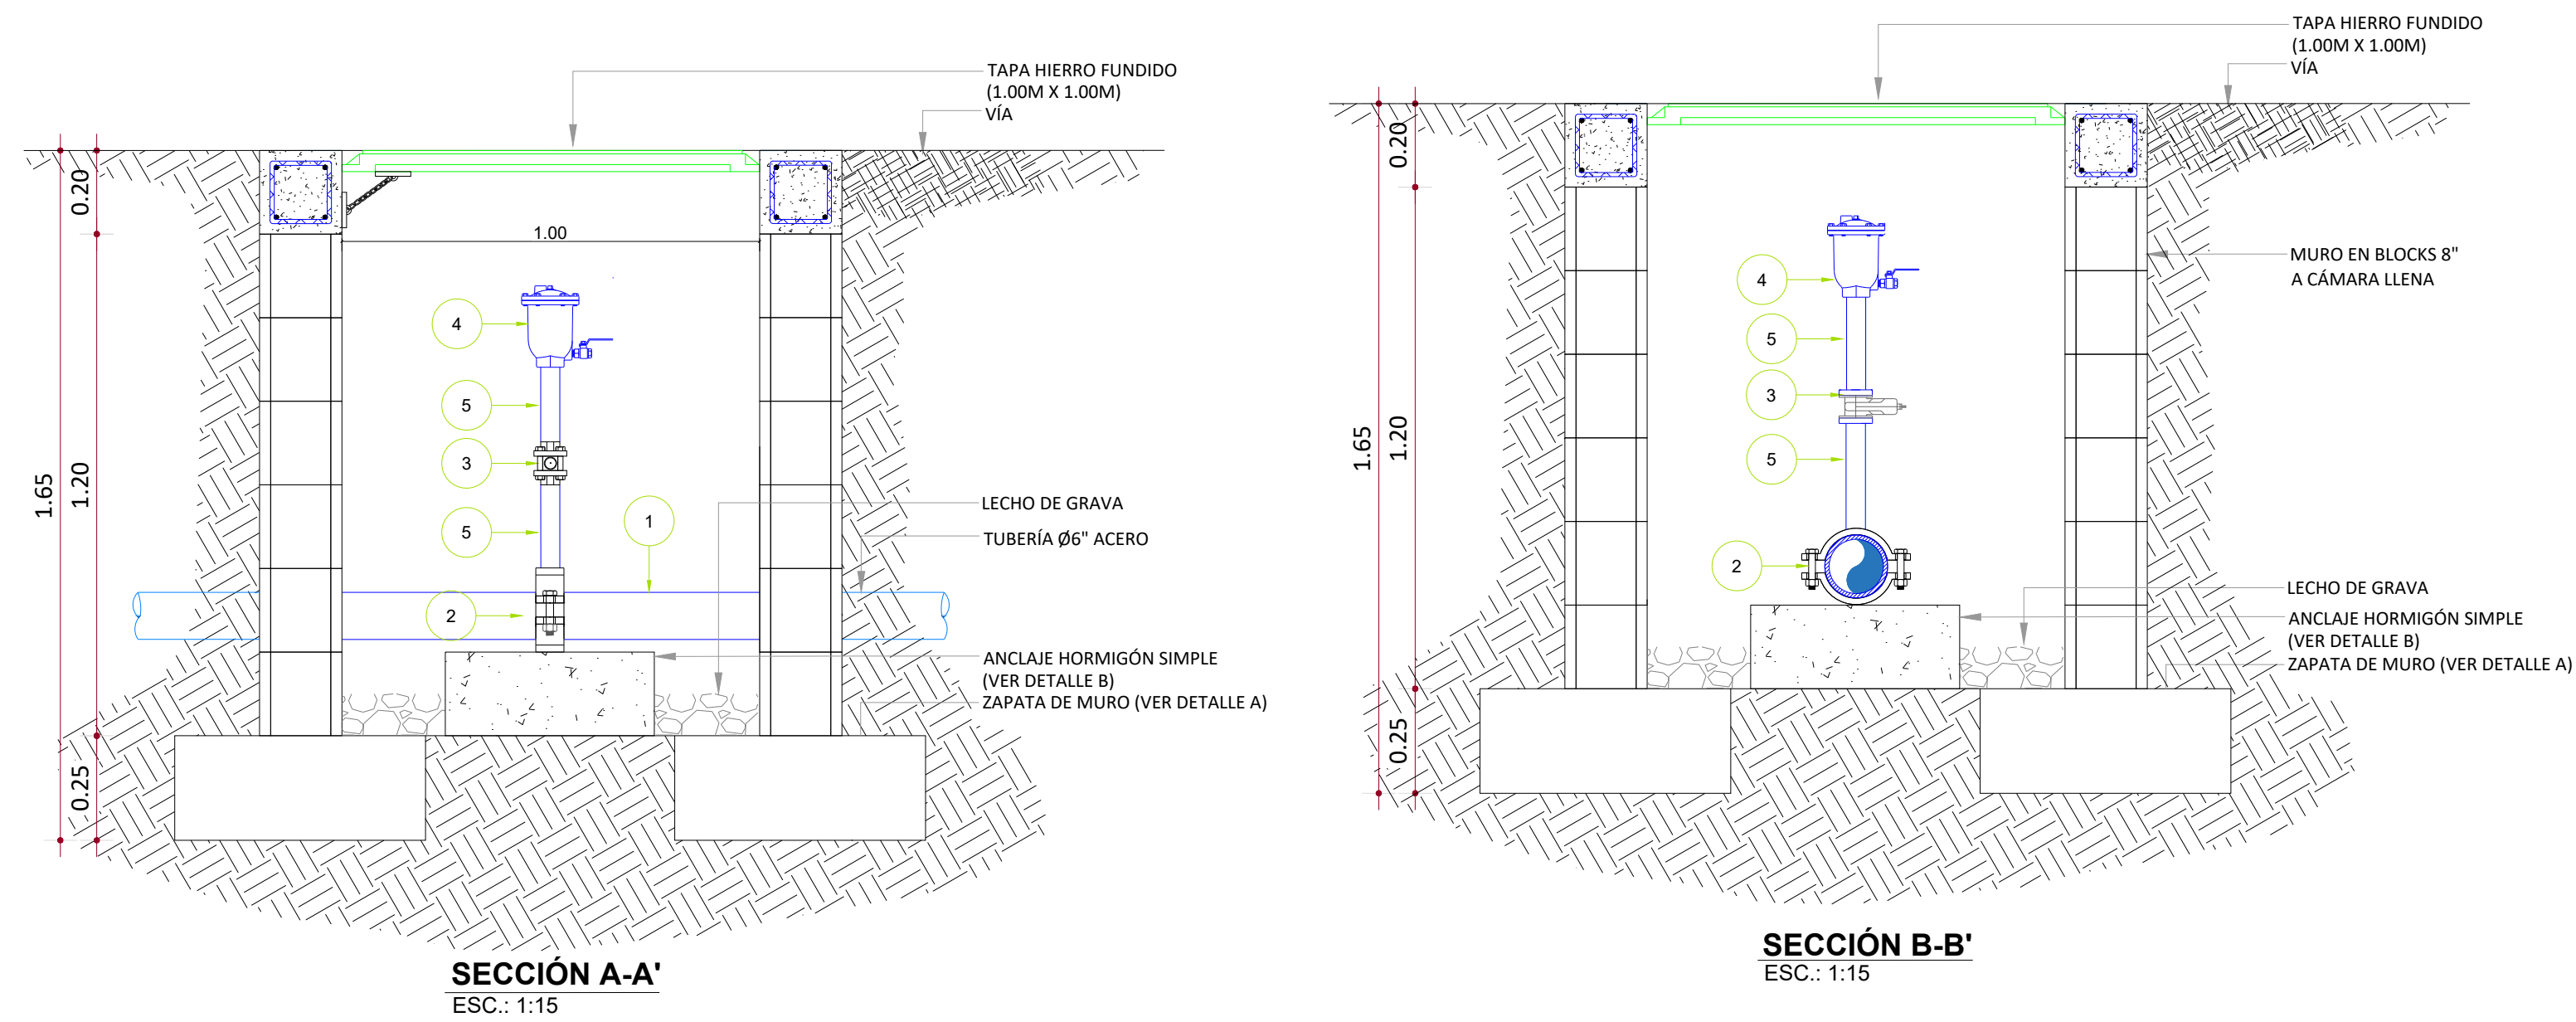 TAPA HIERRO FUNDIDO
(1.00M X 1.00M)
VÍA
0.20
1.00
4
5
3
5
1
1.65
1.20
LECHO DE GRAVA
TUBERÍA Ø6" ACERO
2
ANCLAJE HORMIGÓN SIMPLE
(VER DETALLE B)
ZAPATA DE MURO (VER DETALLE A)
0.25
SECCIÓN A-A'
ESC.: 1:15
TAPA HIERRO FUNDIDO
(1.00M X 1.00M)
VÍA
0.20
MURO EN BLOCKS 8"
A CÁMARA LLENA
4
5
3
5
1.65
1.20
2
LECHO DE GRAVA
ANCLAJE HORMIGÓN SIMPLE
(VER DETALLE B)
ZAPATA DE MURO (VER DETALLE A)
0.25
SECCIÓN B-B'
ESC.: 1:15